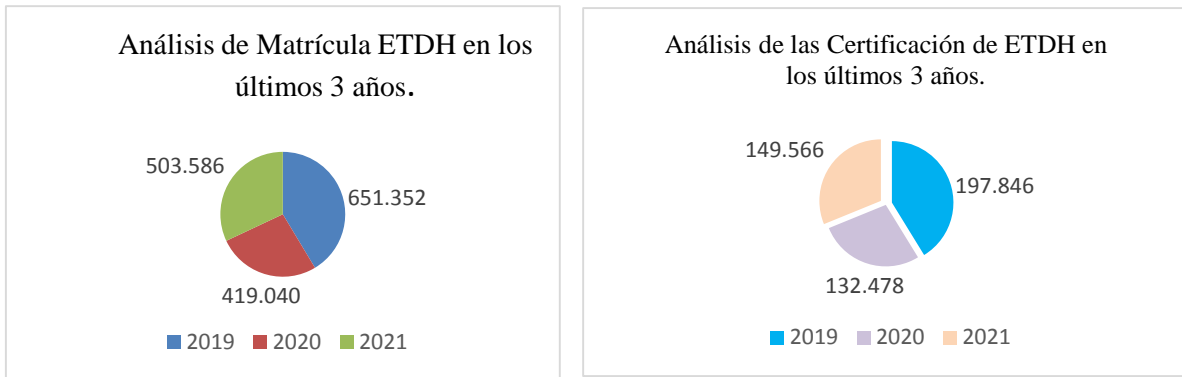 Análisis de Matrícula ETDH en los
últimos 3 años.
503.586
651.352
419.040
2019 2020 2021
Análisis de las Certificación de ETDH en
los últimos 3 años.
149.566
197.846
132.478
2019 2020 2021